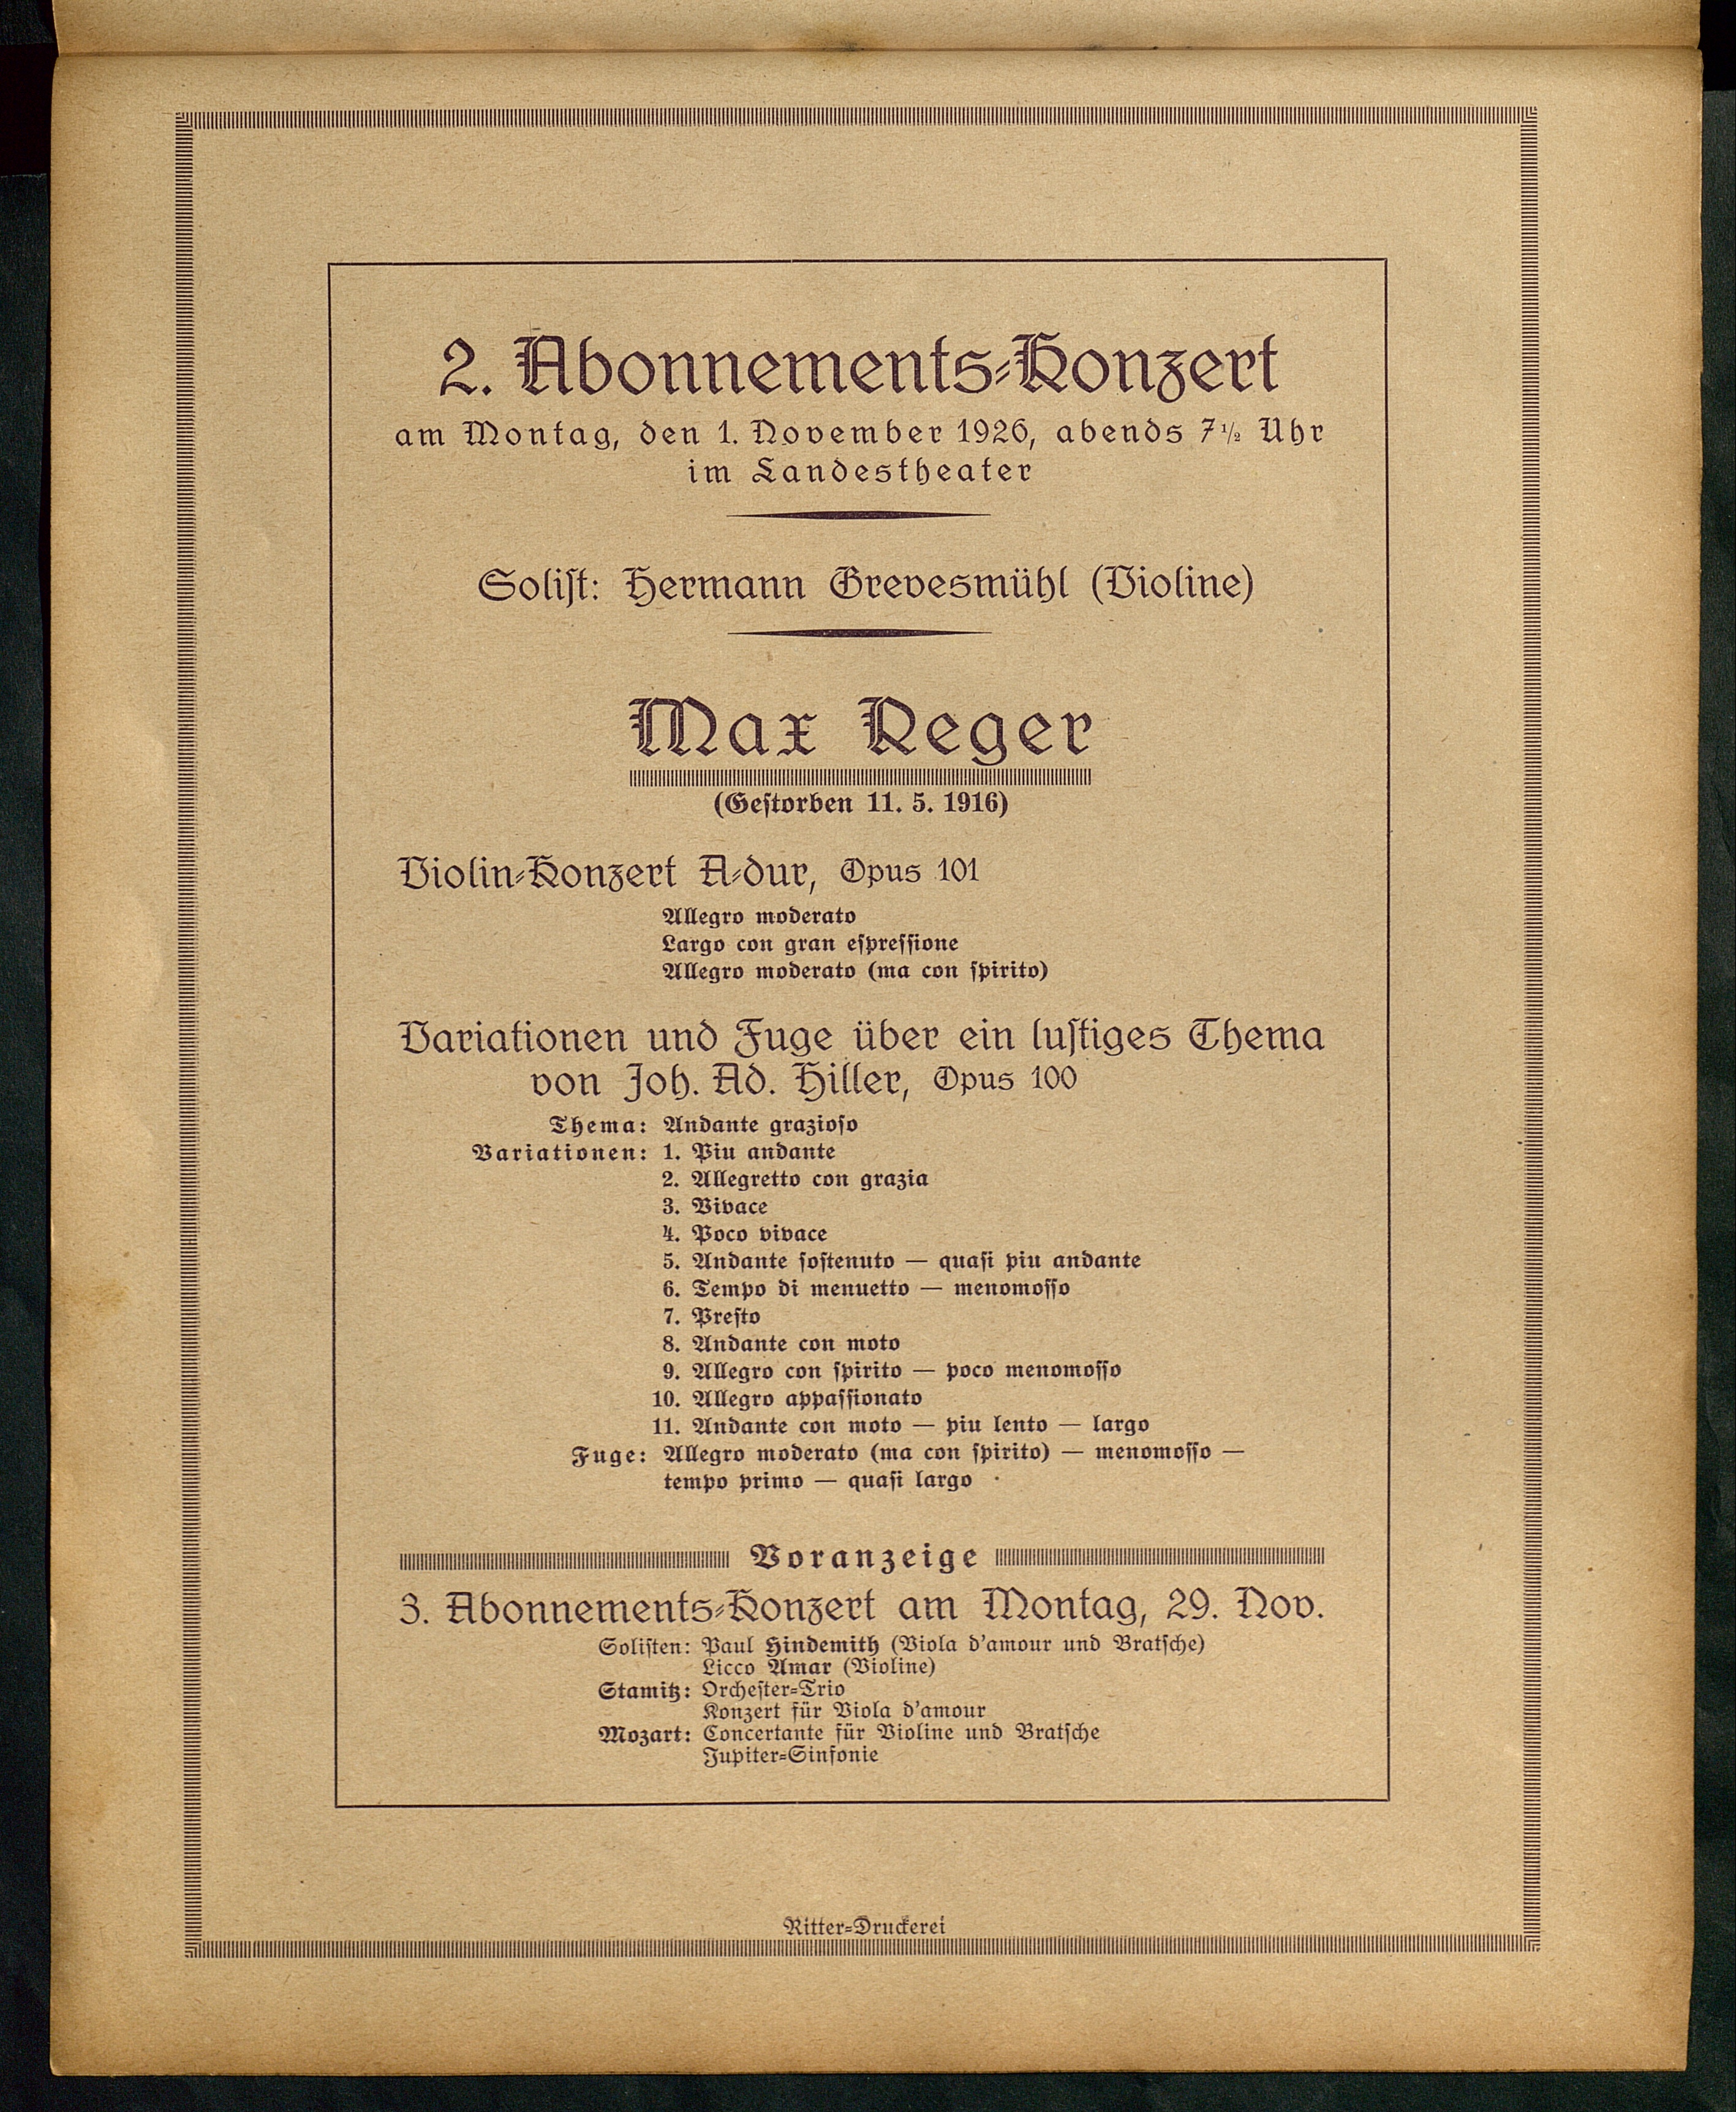 2. Abonnements-Konzert
am Montag, den 1. November 1926, abends 7½ Uhr
im Landestheater
Solist: Hermann Grevesmühl (Violine)
Max Reger
(Gestorben 11. 5. 1916)
Violin-Konzert A-dur, Opus 101
Allegro moderato
Largo con gran espressione
Allegro moderato (ma con spirito)
Variationen und Fuge über ein lustiges Thema
von Joh. Ad. Hiller, Opus 100
Thema: Andante grazioso
Variationen: 1. Piu andante
2. Allegretto con grazia
3. Vivace
4. Poco vivace
5. Andante sostenuto — quasi piu andante
6. Tempo di menuetto — menomosso
7. Presto
8. Andante con moto
9. Allegro con spirito — poco menomosso
10. Allegro appassionato
11. Andante con moto — piu lento — largo
Fuge: Allegro moderato (ma con spirito) — menomosso —
tempo primo — quasi largo
Voranzeige
3. Abonnements-Konzert am Montag, 29. Nov.
Solisten: Paul Hindemith (Viola d'amour und Bratsche)
Licco Amar (Violine)
Stamitz: Orchester-Trio
Konzert für Viola d'amour
Mozart: Concertante für Violine und Bratsche
Jupiter-Sinfonie
Ritter-Druckerei